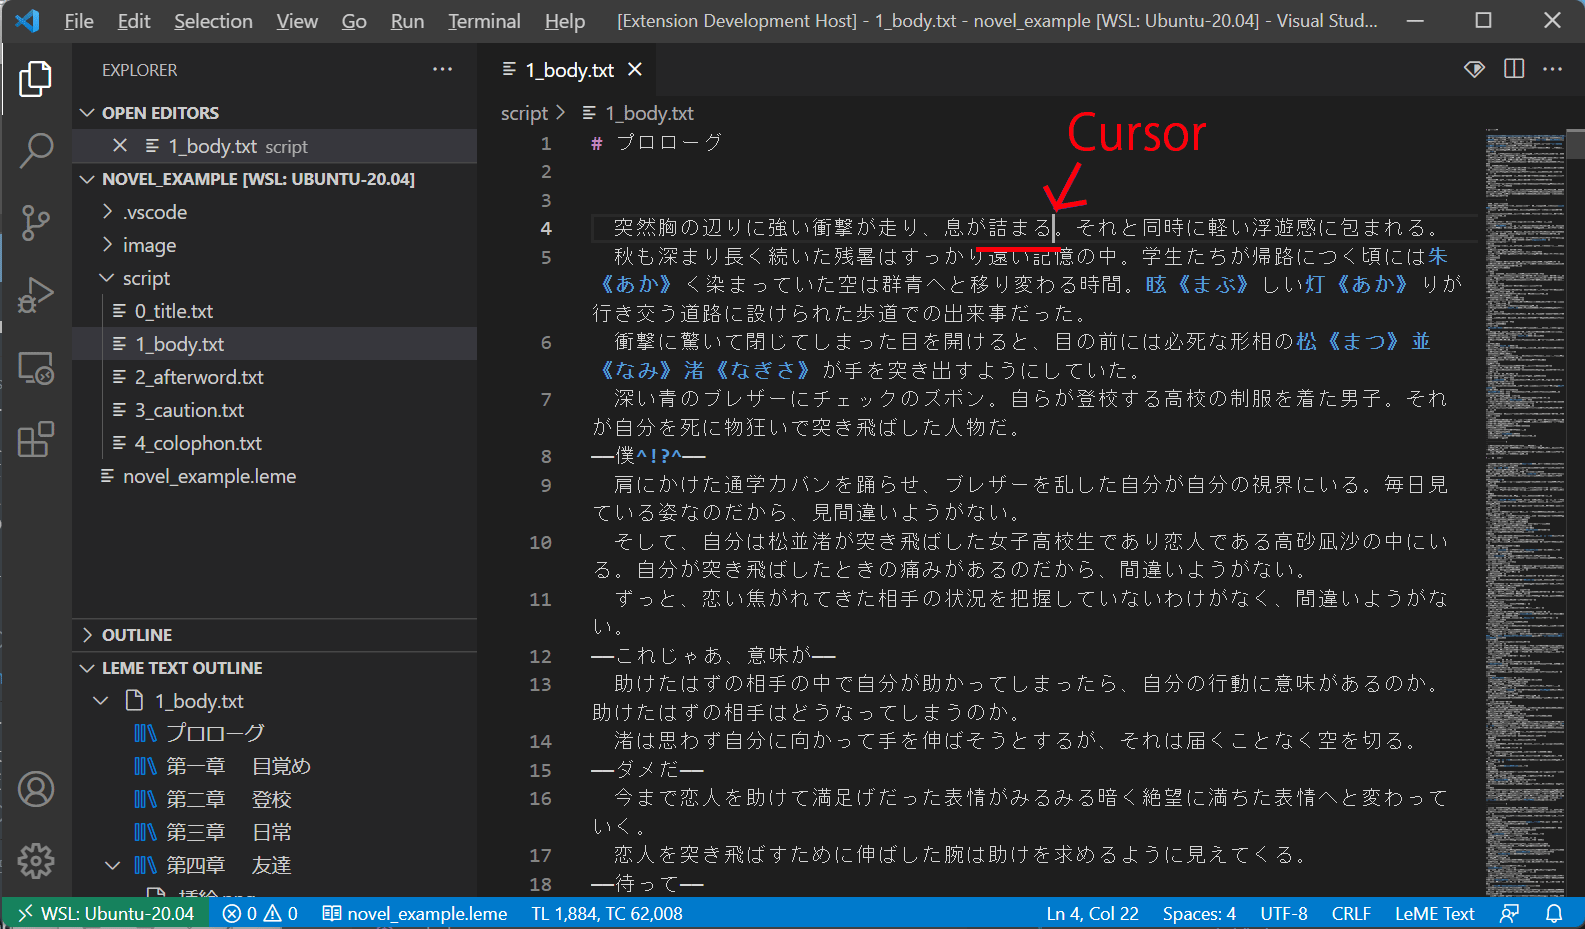 File Edit Selection View Go Run Terminal Help [Extension Development Host] - 1_body.txt - novel_example [WSL: Ubuntu-20.04] - Visual Stud...
EXPLORER
OPEN EDITORS
1_body.txt script
NOVEL_EXAMPLE [WSL: UBUNTU-20.04]
.vscode
image
script
0_title.txt
1_body.txt
2_afterword.txt
3_caution.txt
4_colophon.txt
novel_example.leme
OUTLINE
LEME TEXT OUTLINE
1_body.txt
プロローグ
第一章 目覚め
第二章 登校
第三章 日常
第四章 友達
1_body.txt
script > 1_body.txt
Cursor
1 # プロローグ
2
3
4 突然胸の辺りに強い衝撃が走り、息が詰まる。それと同時に軽い浮遊感に包まれる。
5 秋も深まり長く続いた残暑はすっかり遠い記憶の中。学生たちが帰路につく頃には朱
《あか》く染まっていた空は群青へと移り変わる時間。眩《まぶ》しい灯《あか》りが
行き交う道路に設けられた歩道での出来事だった。
6 衝撃に驚いて閉じてしまった目を開けると、目の前には必死な形相の松《まつ》並
《なみ》渚《なぎさ》が手を突き出すようにしていた。
7 深い青のブレザーにチェックのズボン。自らが登校する高校の制服を着た男子。それ
が自分を死に物狂いで突き飛ばした人物だ。
8 ――僕^!?^――
9 肩にかけた通学カバンを踊らせ、ブレザーを乱した自分が自分の視界にいる。毎日見
ている姿なのだから、見間違いようがない。
10 そして、自分は松並渚が突き飛ばした女子高校生であり恋人である高砂凪沙の中にい
る。自分が突き飛ばしたときの痛みがあるのだから、間違いようがない。
11 ずっと、恋い焦がれてきた相手の状況を把握していないわけがなく、間違いようがな
い。
12 ――これじゃあ、意味が――
13 助けたはずの相手の中で自分が助かってしまったら、自分の行動に意味があるのか。
助けたはずの相手はどうなってしまうのか。
14 渚は思わず自分に向かって手を伸ばそうとするが、それは届くことなく空を切る。
15 ――ダメだ――
16 今まで恋人を助けて満足げだった表情がみるみる暗く絶望に満ちた表情へと変わって
いく。
17 恋人を突き飛ばすために伸ばした腕は助けを求めるように見えてくる。
18 ――待って――
WSL: Ubuntu-20.04 0 0 novel_example.leme TL 1,884, TC 62,008 Ln 4, Col 22 Spaces: 4 UTF-8 CRLF LeME Text